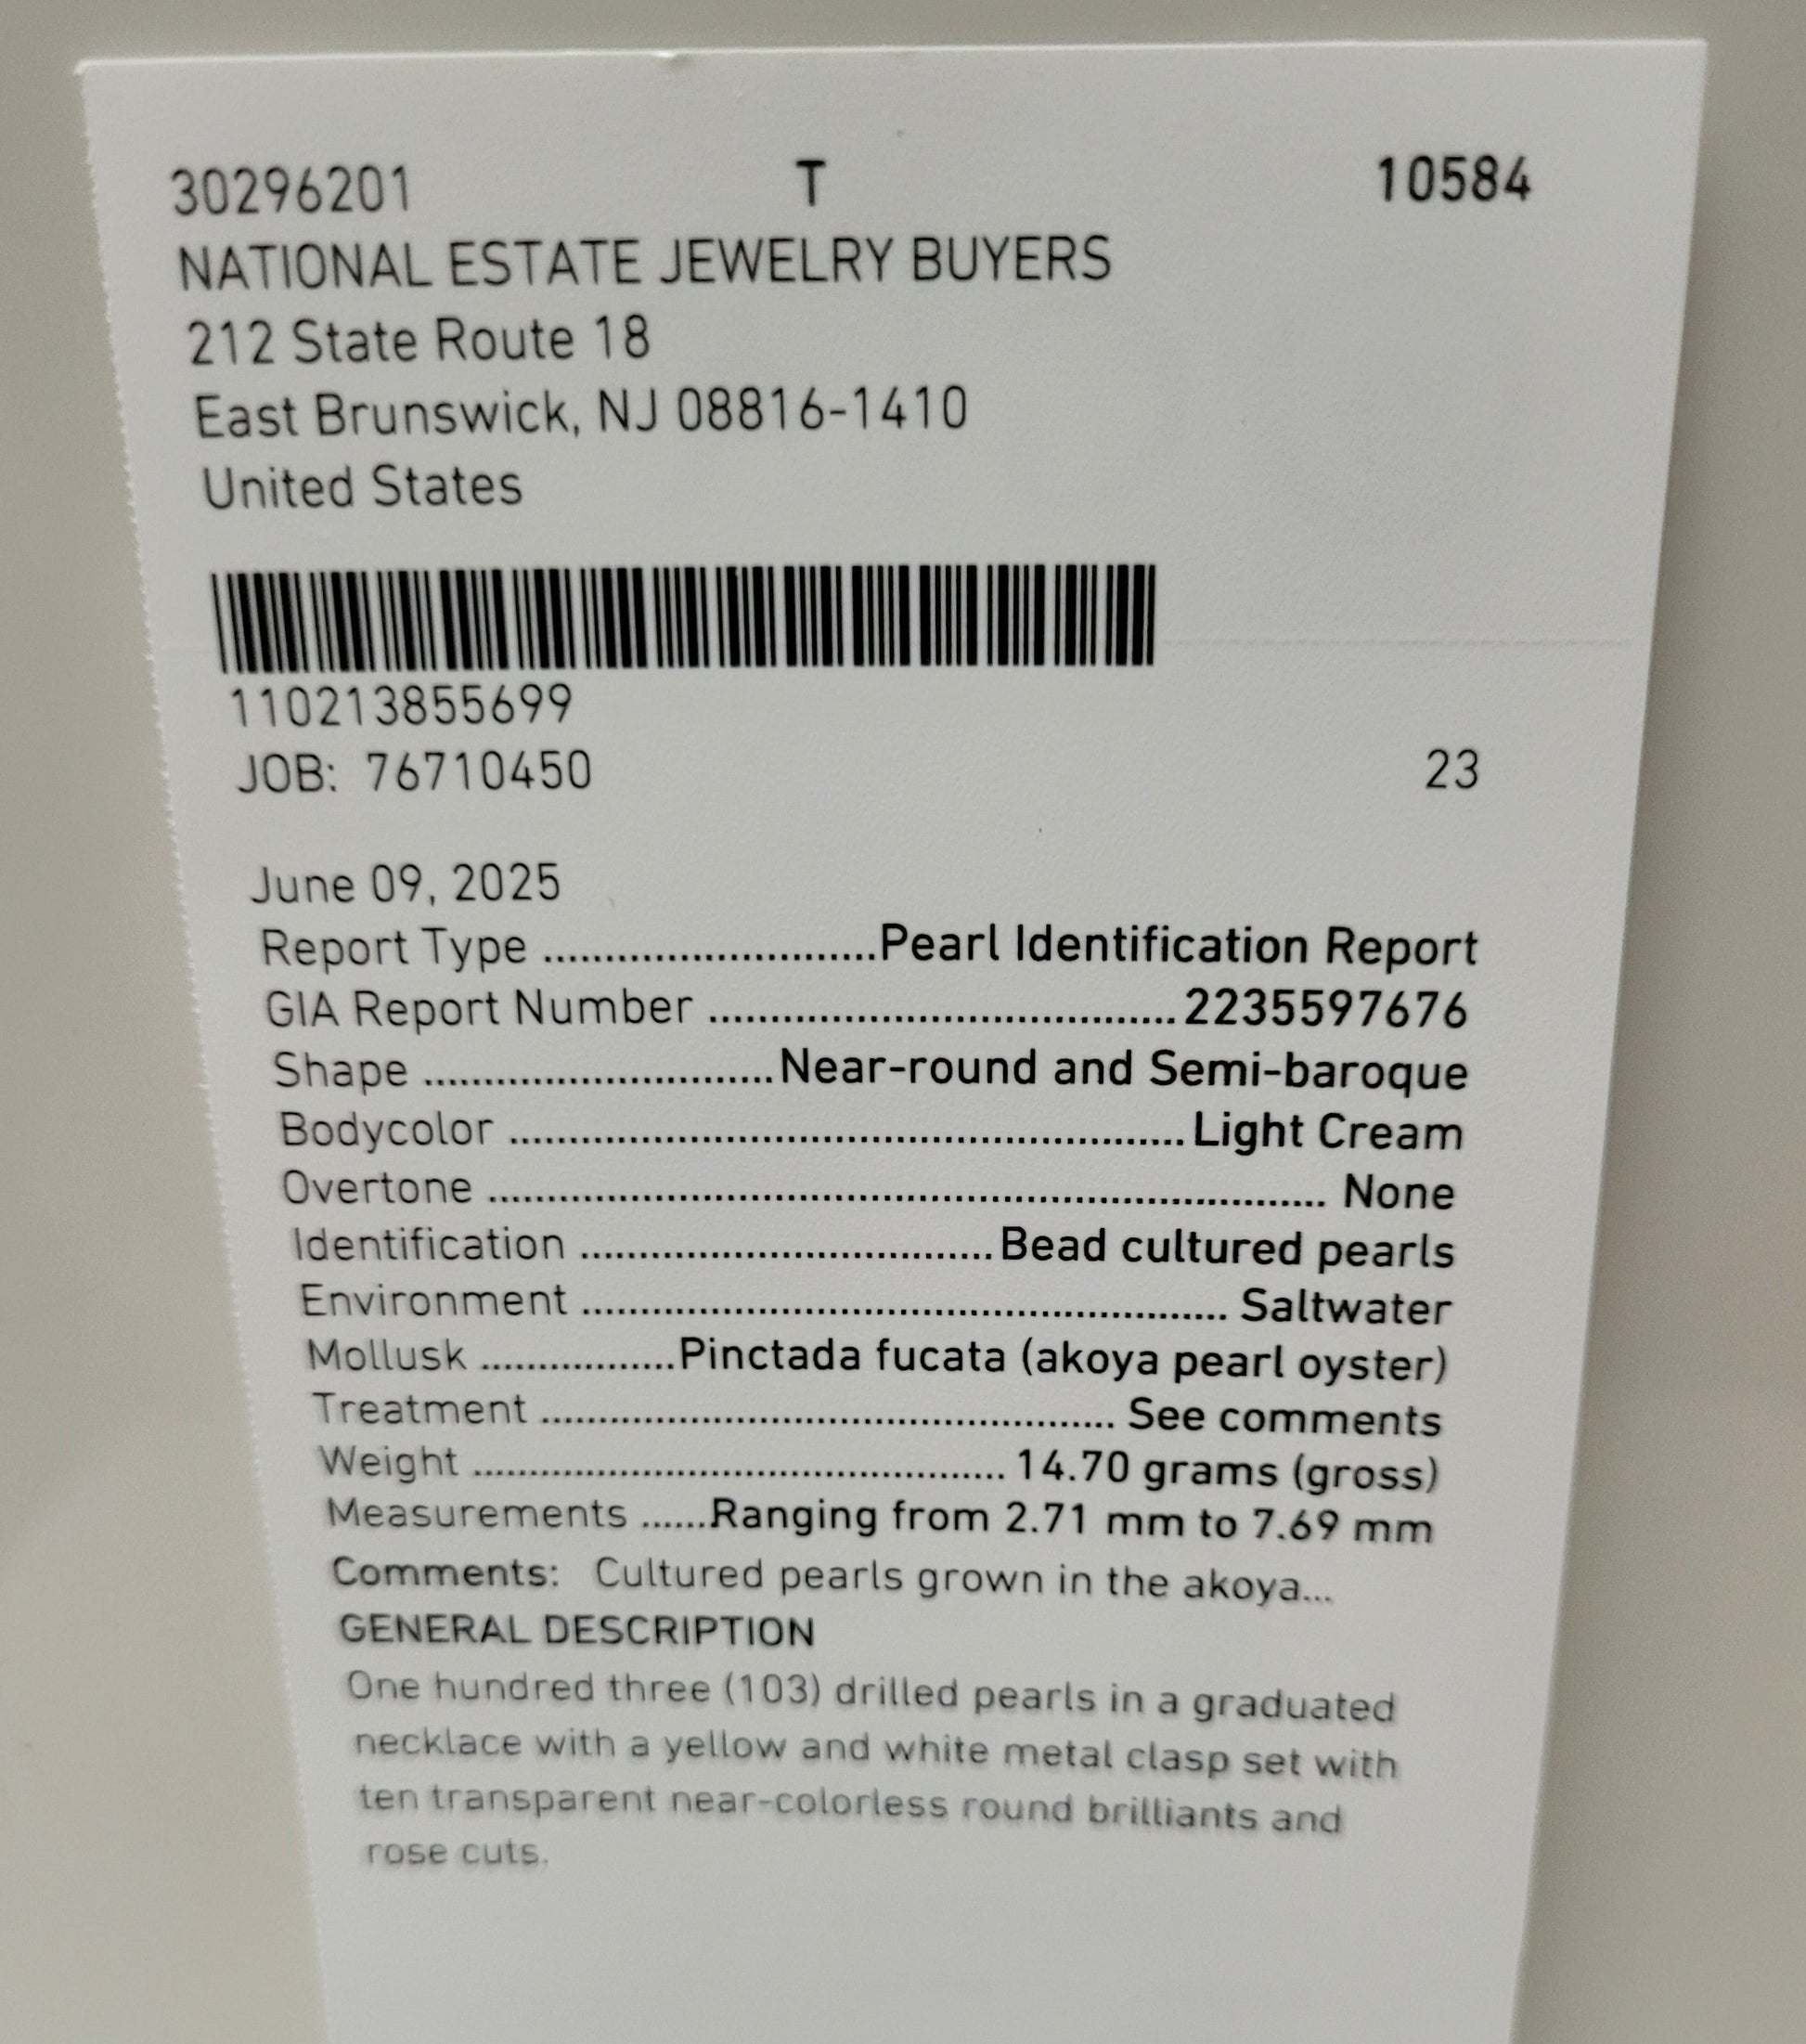 30296201 T 10584
NATIONAL ESTATE JEWELRY BUYERS
212 State Route 18
East Brunswick, NJ 08816-1410
United States
110213855699
JOB: 76710450 23
June 09, 2025
Report Type ...........................Pearl Identification Report
GIA Report Number ......................................2235597676
Shape .............................Near-round and Semi-baroque
Bodycolor ........................................................Light Cream
Overtone ..................................................................... None
Identification ..................................Bead cultured pearls
Environment ..................................................... Saltwater
Mollusk .................Pinctada fucata (akoya pearl oyster)
Treatment ................................................ See comments
Weight .............................................. 14.70 grams (gross)
Measurements ......Ranging from 2.71 mm to 7.69 mm
Comments: Cultured pearls grown in the akoya...
GENERAL DESCRIPTION
One hundred three (103) drilled pearls in a graduated
necklace with a yellow and white metal clasp set with
ten transparent near-colorless round brilliants and
rose cuts.